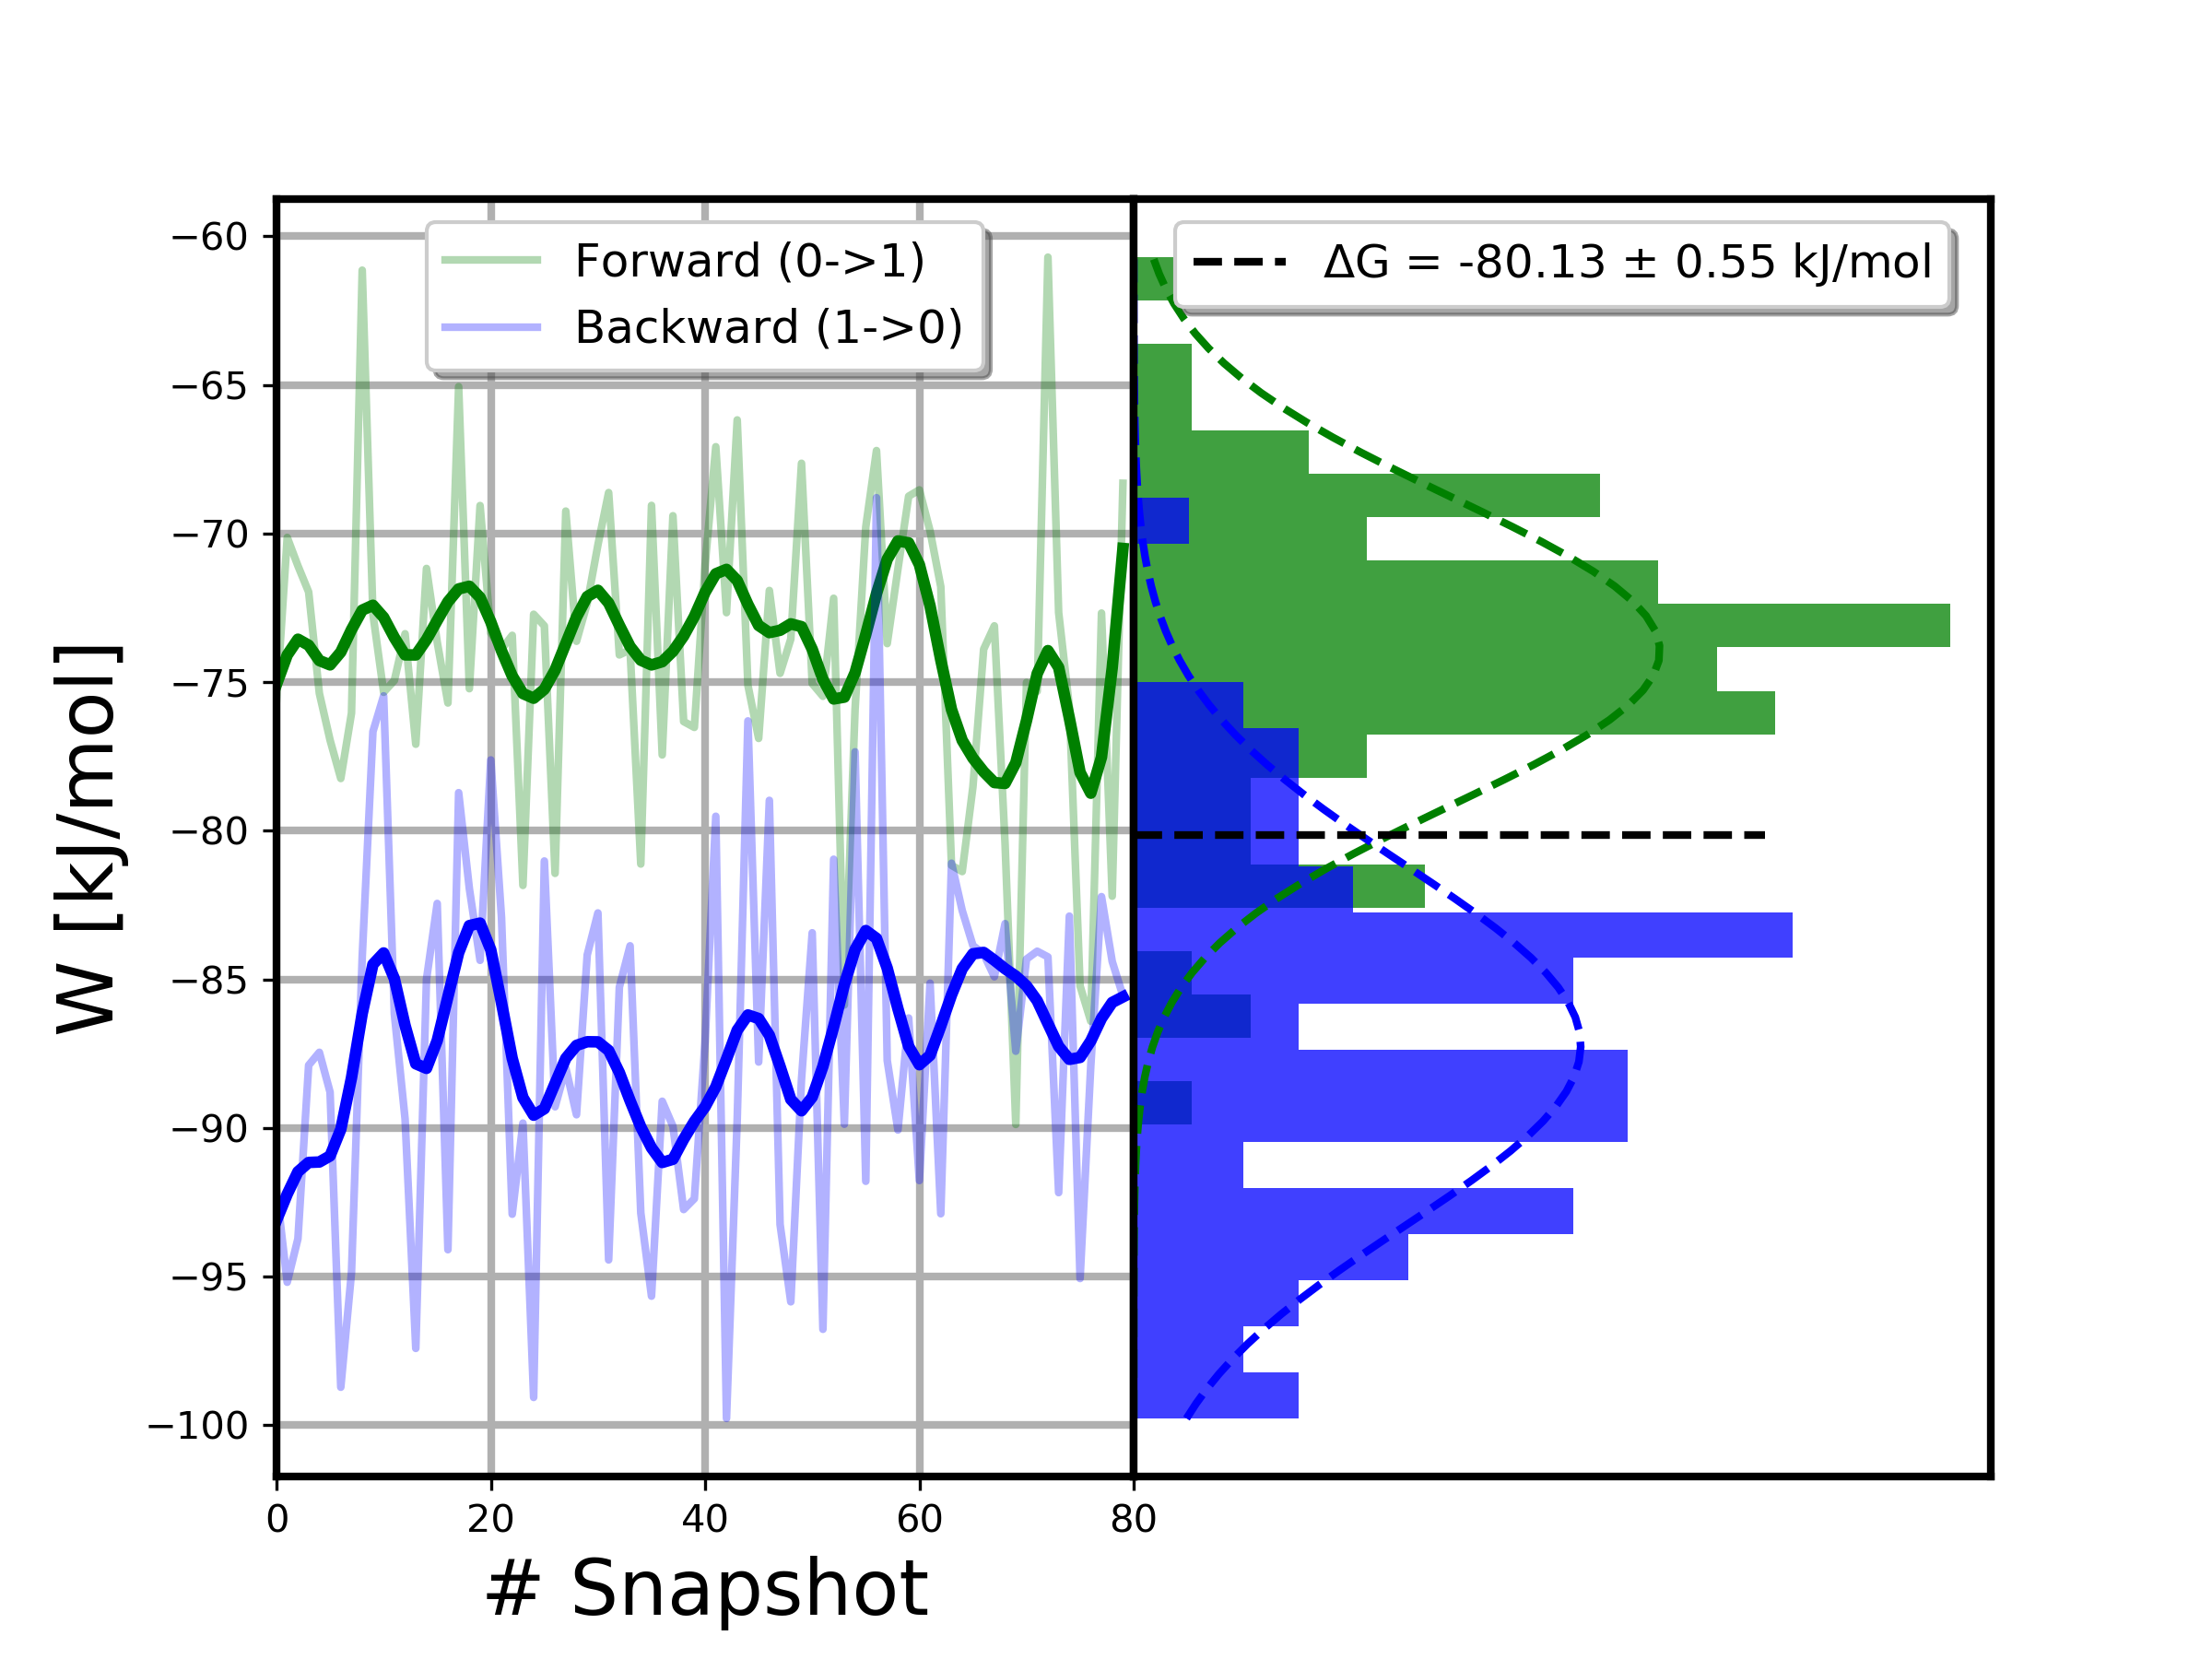 Forward (0->1)
Backward (1->0)
ΔG = -80.13 ± 0.55 kJ/mol
W [kJ/mol]
−60
−65
−70
−75
−80
−85
−90
−95
−100
0 20 40 60 80
# Snapshot